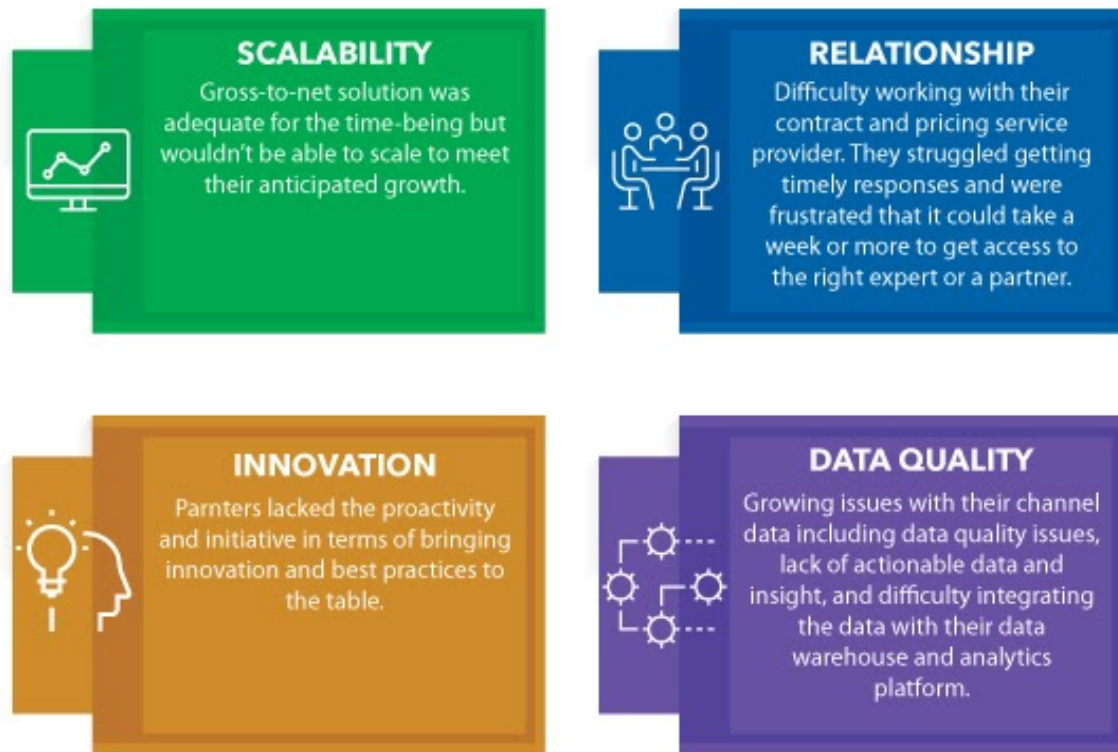 SCALABILITY
Gross-to-net solution was
adequate for the time-being but
wouldn't be able to scale to meet
their anticipated growth.
RELATIONSHIP
Difficulty working with their
contract and pricing service
provider. They struggled getting
timely responses and were
frustrated that it could take a
week or more to get access to
the right expert or a partner.
INNOVATION
Parnters lacked the proactivity
and initiative in terms of bringing
innovation and best practices to
the table.
DATA QUALITY
Growing issues with their channel
data including data quality issues,
lack of actionable data and
insight, and difficulty integrating
the data with their data
warehouse and analytics
platform.